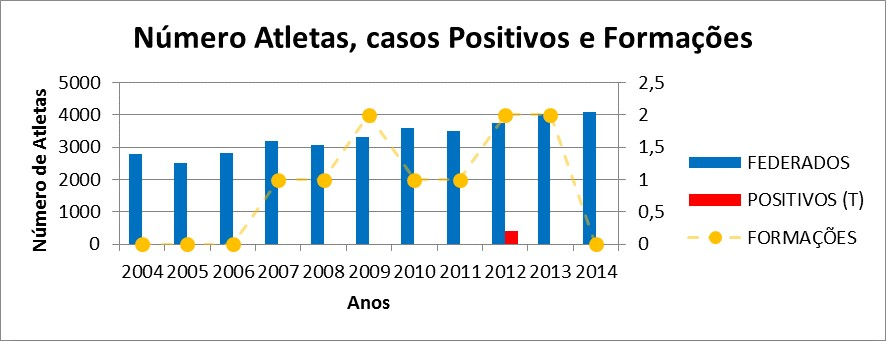 Número Atletas, casos Positivos e Formações
Número de Atletas
5000
4000
3000
2000
1000
0
2,5
2
1,5
1
0,5
0
2004 2005 2006 2007 2008 2009 2010 2011 2012 2013 2014
Anos
FEDERADOS
POSITIVOS (T)
FORMAÇÕES